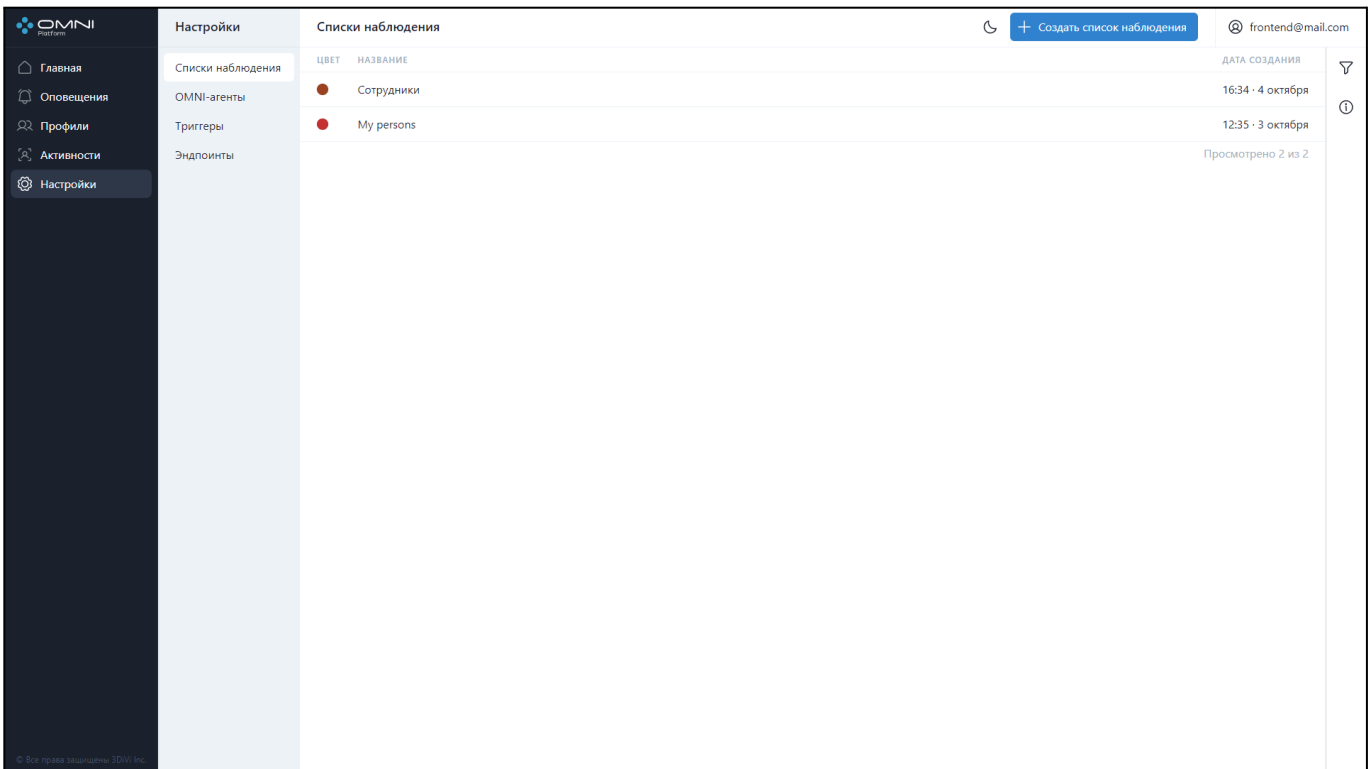 OMNI
Platform
Главная
Оповещения
Профили
Активности
Настройки
© Все права защищены 3DiVi Inc.
Настройки
Списки наблюдения
OMNI-агенты
Триггеры
Эндпоинты
Списки наблюдения
Создать список наблюдения
frontend@mail.com
ЦВЕТ НАЗВАНИЕ ДАТА СОЗДАНИЯ
Сотрудники 16:34 · 4 октября
My persons 12:35 · 3 октября
Просмотрено 2 из 2